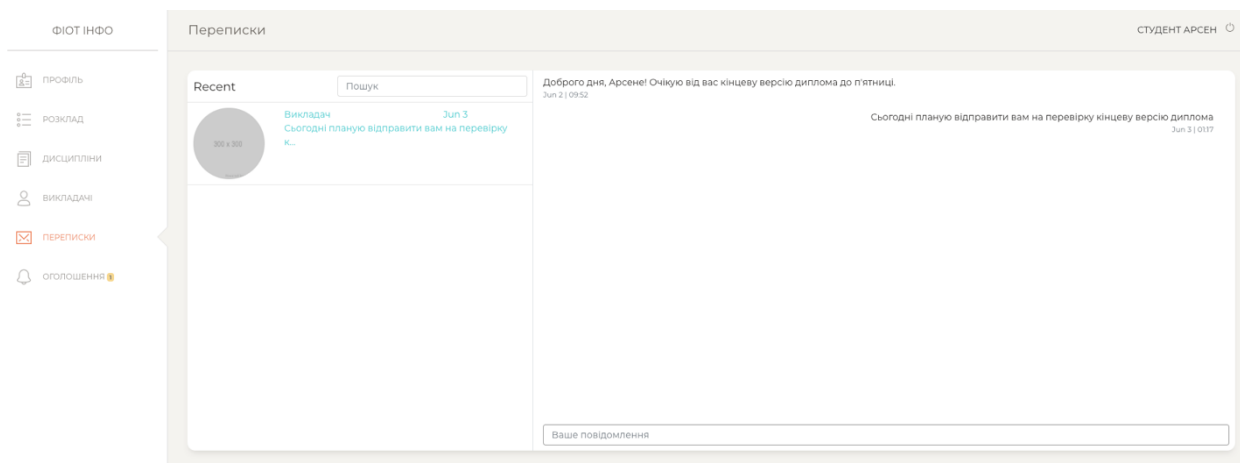 ФІОТ ІНФО
ПРОФІЛЬ
РОЗКЛАД
ДИСЦИПЛІНИ
ВИКЛАДАЧІ
ПЕРЕПИСКИ
ОГОЛОШЕННЯ 1
Переписки
СТУДЕНТ АРСЕН
Recent
Пошук
300 x 300
Викладач
Jun 3
Сьогодні планую відправити вам на перевірку
к...
Доброго дня, Арсене! Очікую від вас кінцеву версію диплома до п'ятниці.
Jun 2 | 09:52
Сьогодні планую відправити вам на перевірку кінцеву версію диплома
Jun 3 | 01:17
Ваше повідомлення